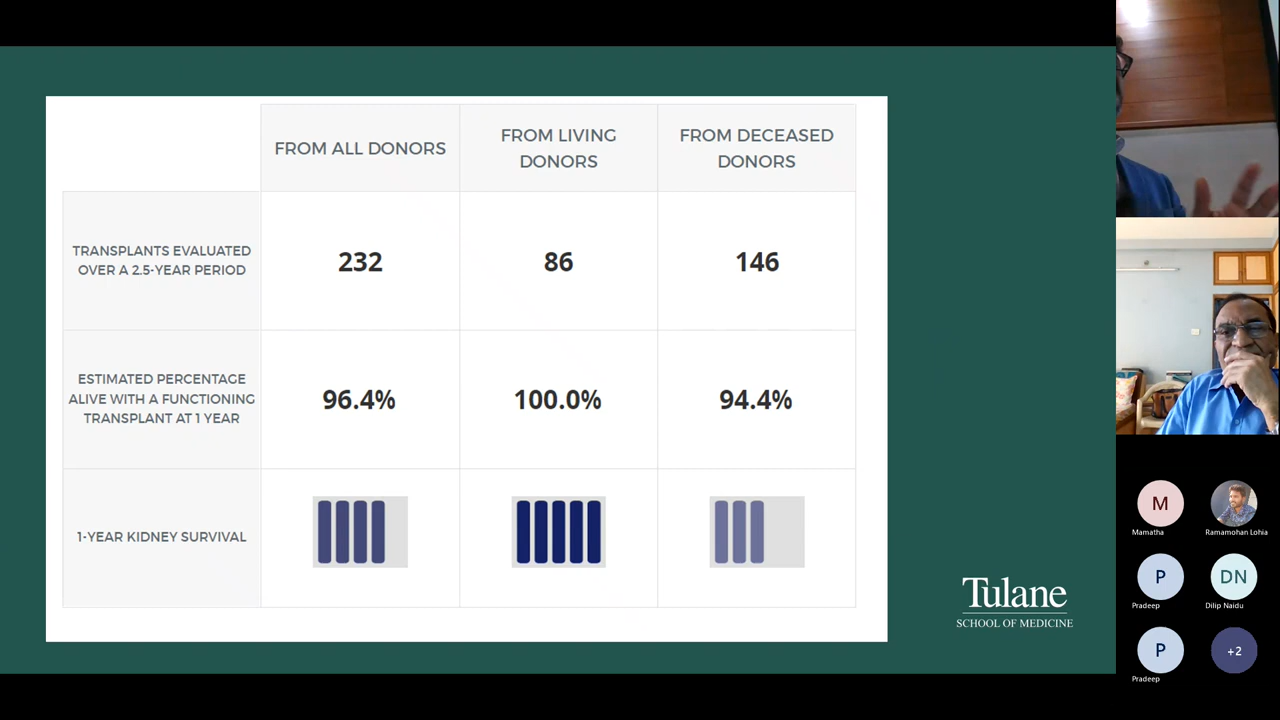 FROM ALL DONORS
FROM LIVING
DONORS
FROM DECEASED
DONORS
TRANSPLANTS EVALUATED
OVER A 2.5-YEAR PERIOD
232
86
146
ESTIMATED PERCENTAGE
ALIVE WITH A FUNCTIONING
TRANSPLANT AT 1 YEAR
96.4%
100.0%
94.4%
1-YEAR KIDNEY SURVIVAL
Tulane
SCHOOL OF MEDICINE
M
Mamatha
Ramamohan Lohia
P
Pradeep
DN
Dilip Naidu
P
Pradeep
+2